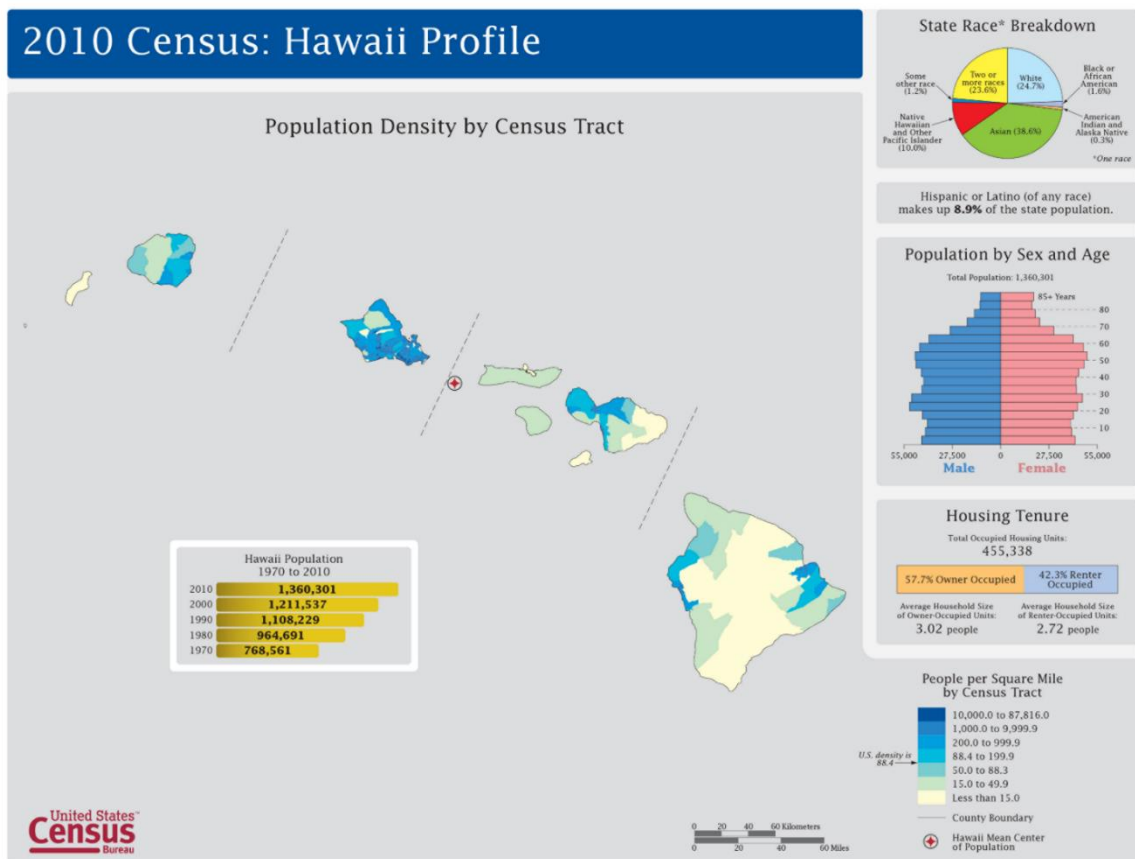 2010 Census: Hawaii Profile
Population Density by Census Tract
Hawaii Population
1970 to 2010
2010 1,360,301
2000 1,211,537
1990 1,108,229
1980 964,691
1970 768,561
United States™
Census
Bureau
State Race* Breakdown
Two or
more races
(23.6%)
White
(24.7%)
Black or
African
American
(1.6%)
American
Indian and
Alaska Native
(0.3%)
Asian (38.6%)
Native
Hawaiian
and Other
Pacific Islander
(10.0%)
Some
other race
(1.2%)
*One race
Hispanic or Latino (of any race)
makes up 8.9% of the state population.
Population by Sex and Age
Total Population: 1,360,301
85+ Years
80
70
60
50
40
30
20
10
55,000 27,500 0 27,500 55,000
Male Female
Housing Tenure
Total Occupied Housing Units:
455,338
57.7% Owner Occupied
42.3% Renter
Occupied
Average Household Size
of Owner-Occupied Units:
3.02 people
Average Household Size
of Renter-Occupied Units:
2.72 people
People per Square Mile
by Census Tract
10,000.0 to 87,816.0
1,000.0 to 9,999.9
200.0 to 999.9
88.4 to 199.9
50.0 to 88.3
15.0 to 49.9
Less than 15.0
U.S. density is
88.4
County Boundary
Hawaii Mean Center
of Population
0 20 40 60 Kilometers
0 20 40 60 Miles